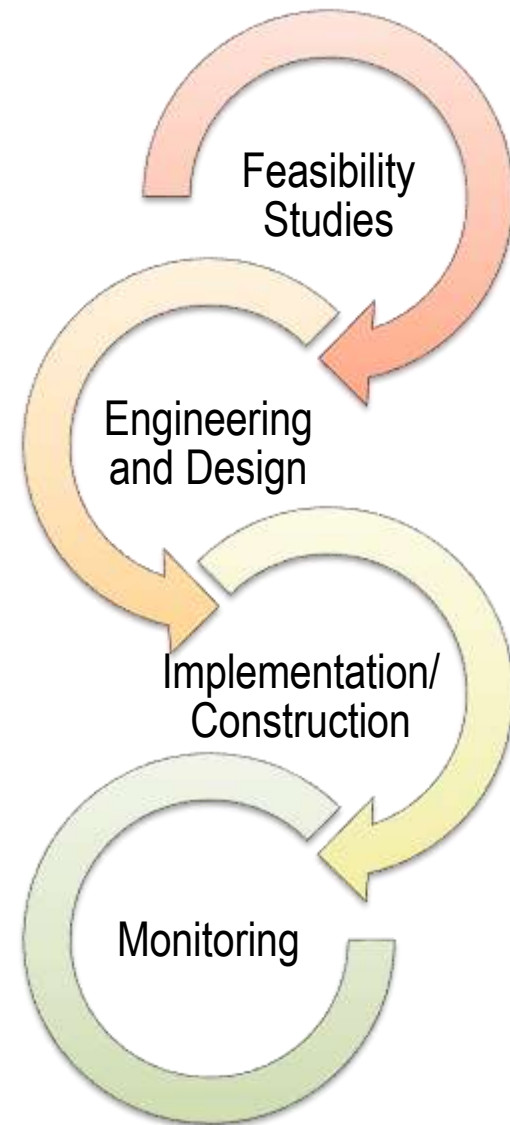 Feasibility
Studies
Engineering
and Design
Implementation/
Construction
Monitoring